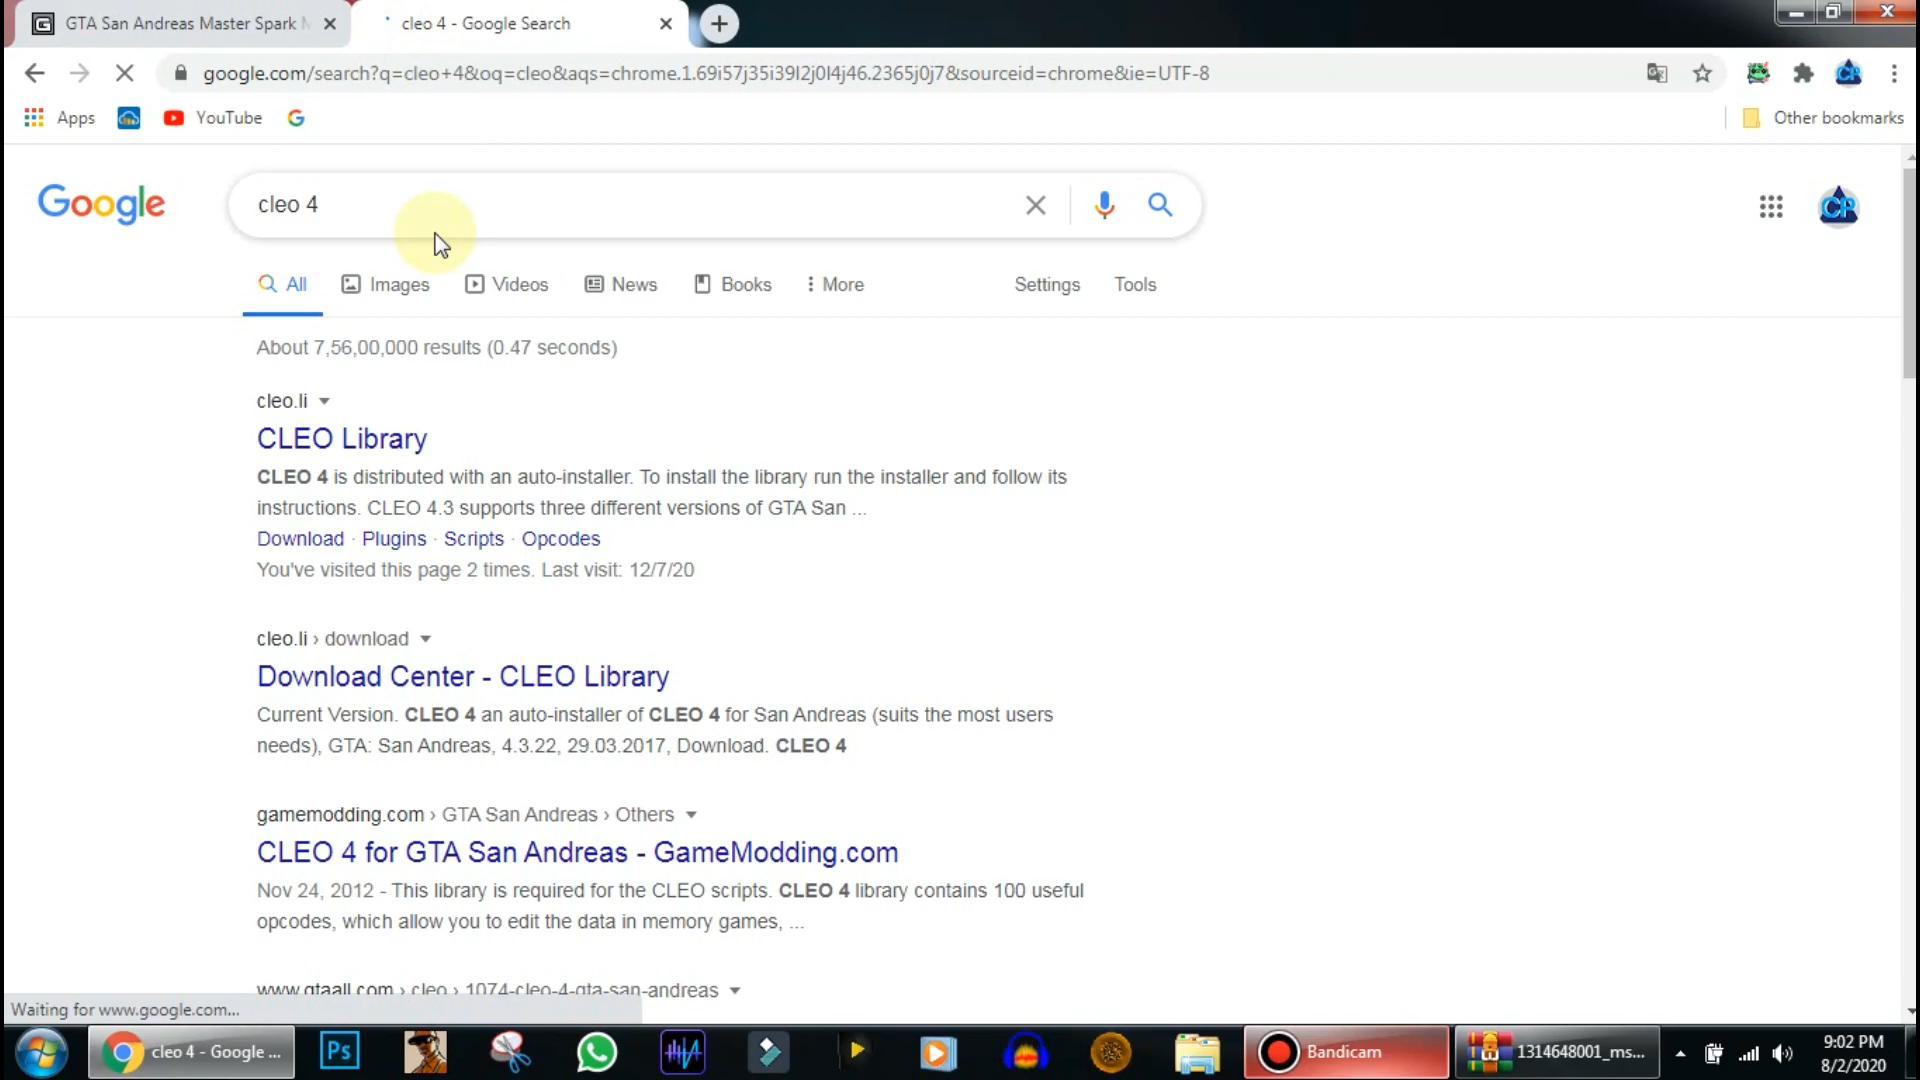 GTA San Andreas Master Spark
cleo 4 - Google Search
google.com/search?q=cleo+4&oq=cleo&aqs=chrome.1.69i57j35i39l2j0l4j46.2365j0j7&sourceid=chrome&ie=UTF-8
Apps
YouTube
Other bookmarks
Google
cleo 4
All
Images
Videos
News
Books
More
Settings
Tools
About 7,56,00,000 results (0.47 seconds)
cleo.li
CLEO Library
CLEO 4 is distributed with an auto-installer. To install the library run the installer and follow its
instructions. CLEO 4.3 supports three different versions of GTA San ...
Download · Plugins · Scripts · Opcodes
You've visited this page 2 times. Last visit: 12/7/20
cleo.li › download
Download Center - CLEO Library
Current Version. CLEO 4 an auto-installer of CLEO 4 for San Andreas (suits the most users
needs), GTA: San Andreas, 4.3.22, 29.03.2017, Download. CLEO 4
gamemodding.com › GTA San Andreas › Others
CLEO 4 for GTA San Andreas - GameModding.com
Nov 24, 2012 - This library is required for the CLEO scripts. CLEO 4 library contains 100 useful
opcodes, which allow you to edit the data in memory games, ...
www.gtaall.com › cleo › 1074-cleo-4-gta-san-andreas
Waiting for www.google.com...
cleo 4 - Google ...
Ps
Bandicam
1314648001_ms...
9:02 PM
8/2/2020